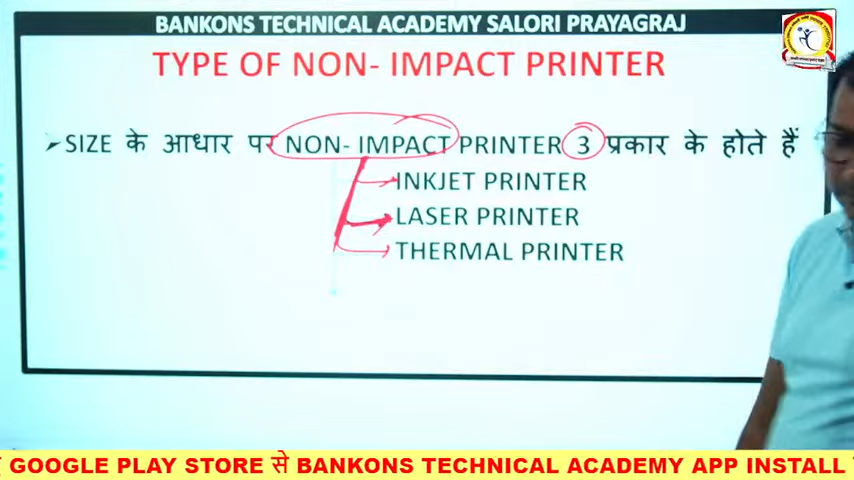 BANKONS TECHNICAL ACADEMY SALORI PRAYAGRAJ
TYPE OF NON- IMPACT PRINTER
➤SIZE के आधार पर NON- IMPACT PRINTER 3 प्रकार के होते हैं
INKJET PRINTER
LASER PRINTER
THERMAL PRINTER
GOOGLE PLAY STORE से BANKONS TECHNICAL ACADEMY APP INSTALL